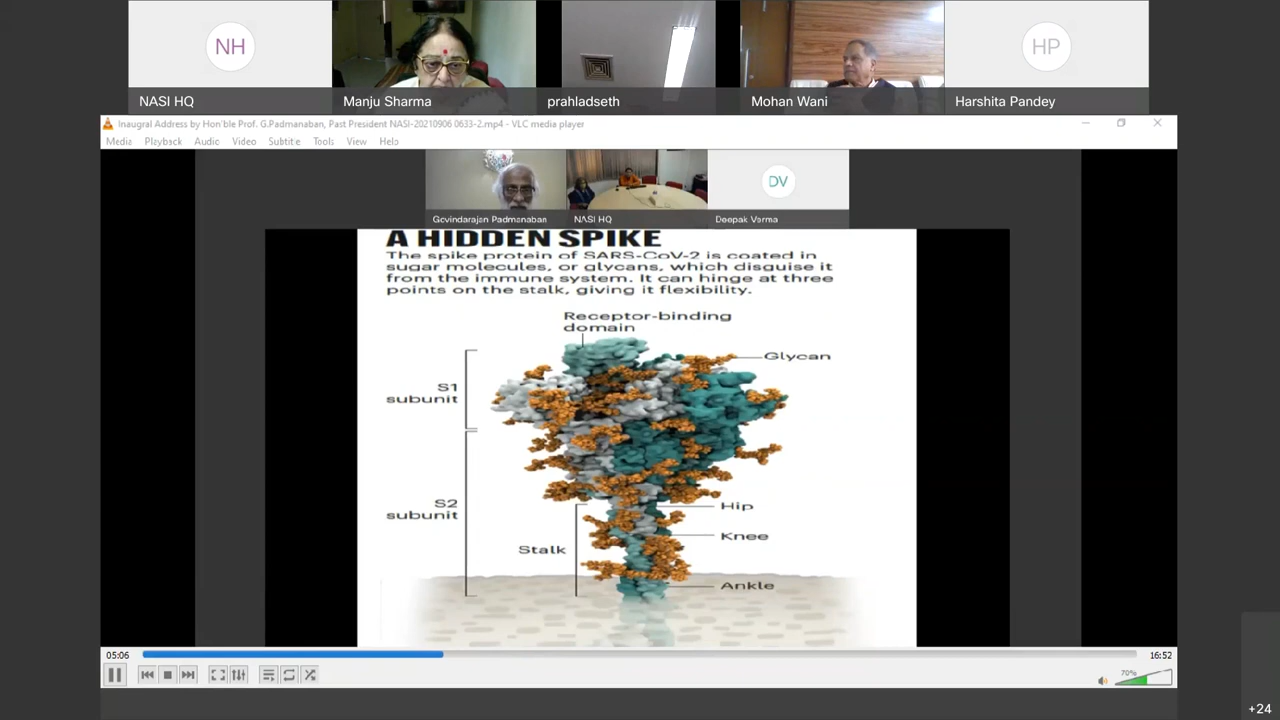 NH
HP
NASI HQ
Manju Sharma
prahladseth
Mohan Wani
Harshita Pandey
Inaugral Address by Hon'ble Prof. G.Padmanaban, Past President NASI-20210906 0633-2.mp4 - VLC media player
Media Playback Audio Video Subtitle Tools View Help
DV
Govindarajan Padmanaban
NASI HQ
Deepak Varma
A HIDDEN SPIKE
The spike protein of SARS-CoV-2 is coated in
sugar molecules, or glycans, which disguise it
from the immune system. It can hinge at three
points on the stalk, giving it flexibility.
Receptor-binding
domain
Glycan
S1
subunit
S2
subunit
Hip
Knee
Stalk
Ankle
05:06
16:52
70%
+24